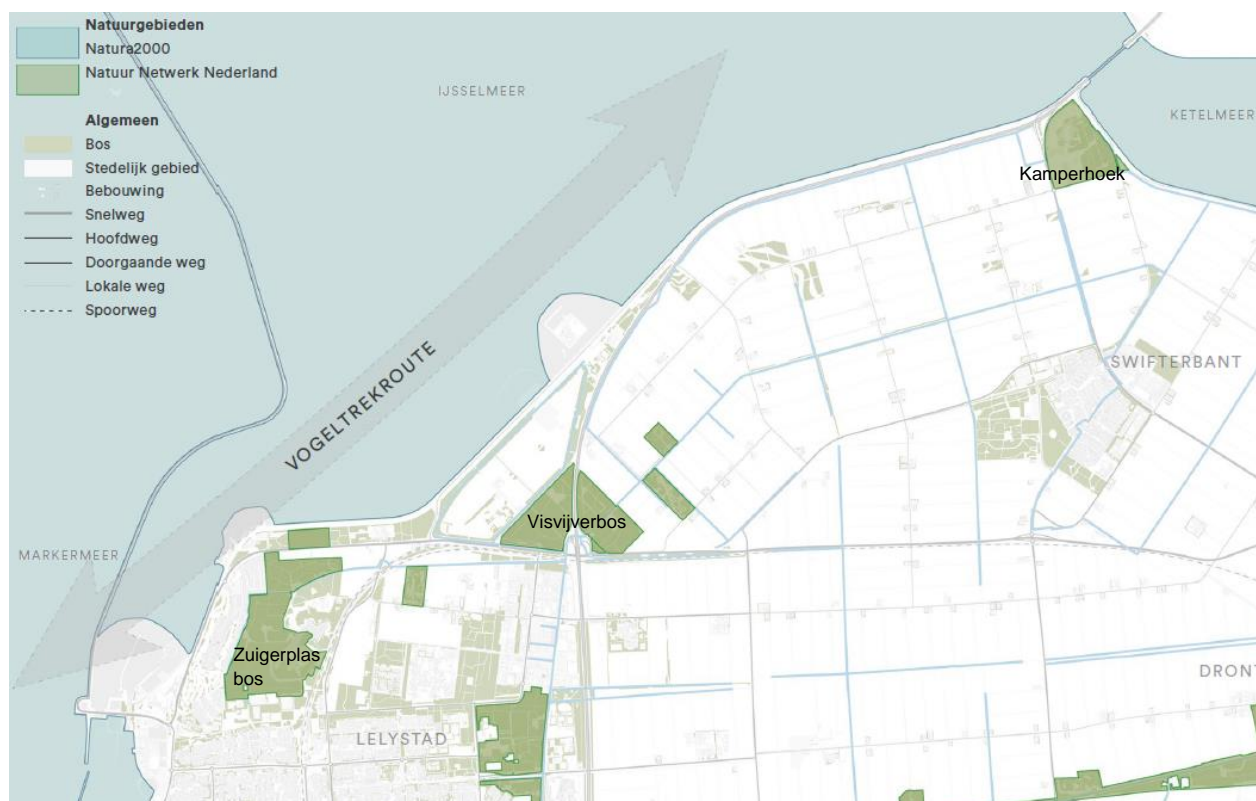 Natuurgebieden
Natura2000
Natuur Netwerk Nederland
Algemeen
Bos
Stedelijk gebied
Bebouwing
Snelweg
Hoofdweg
Doorgaande weg
Lokale weg
Spoorweg
IJSSELMEER
KETELMEER
Kamperhoek
VOGELTREKROUTE
SWIFTERBANT
Visvijverbos
MARKERMEER
Zuigerplas
bos
DRONT
LELYSTAD